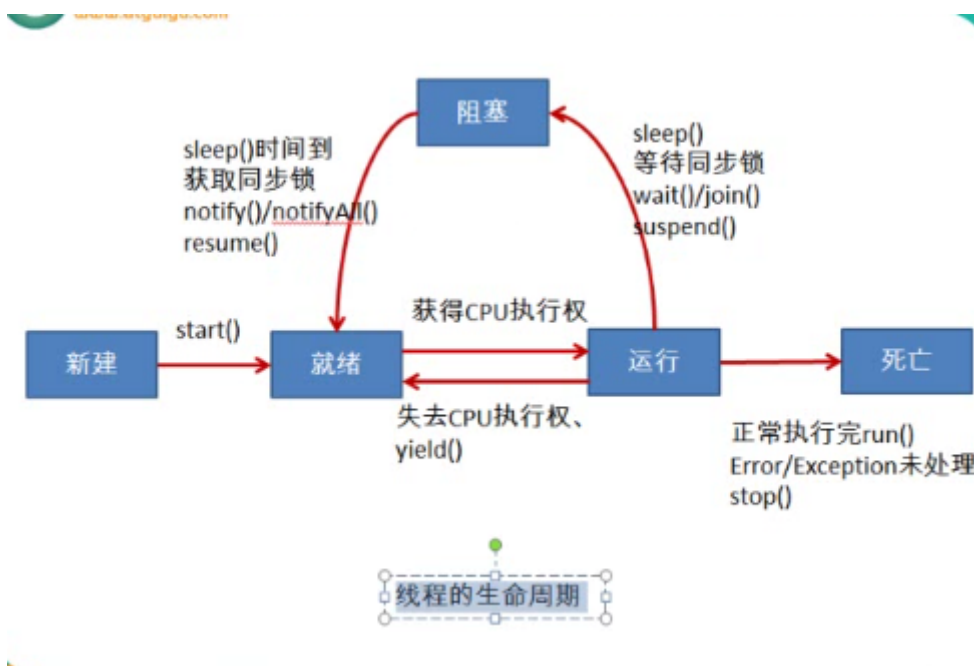 www.atguigu.com
阻塞
sleep()时间到
获取同步锁
notify()/notifyAll()
resume()
sleep()
等待同步锁
wait()/join()
suspend()
start()
获得CPU执行权
新建
就绪
运行
死亡
失去CPU执行权、
yield()
正常执行完run()
Error/Exception未处理
stop()
线程的生命周期